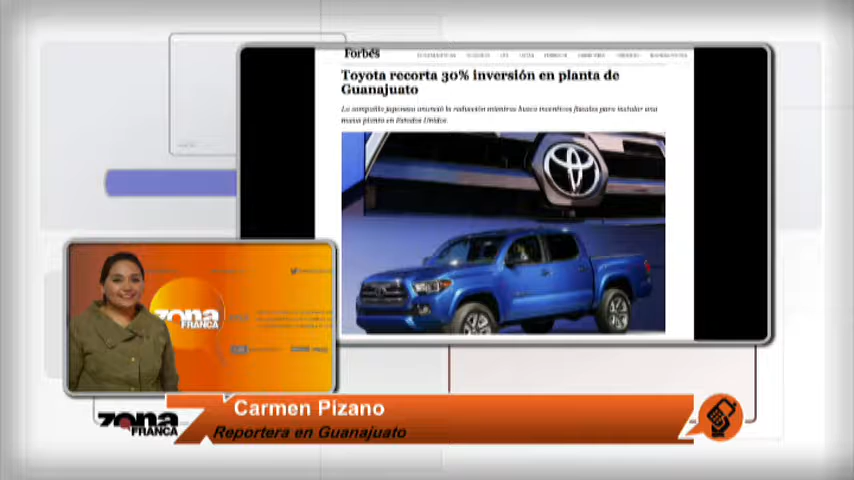 Forbes
Toyota recorta 30% inversión en planta de
Guanajuato
La compañía japonesa anunció la reducción mientras busca incentivos fiscales para instalar una
nueva planta en Estados Unidos.
zona
FRANCA
Carmen Pizano
zona
FRANCA
Reportera en Guanajuato